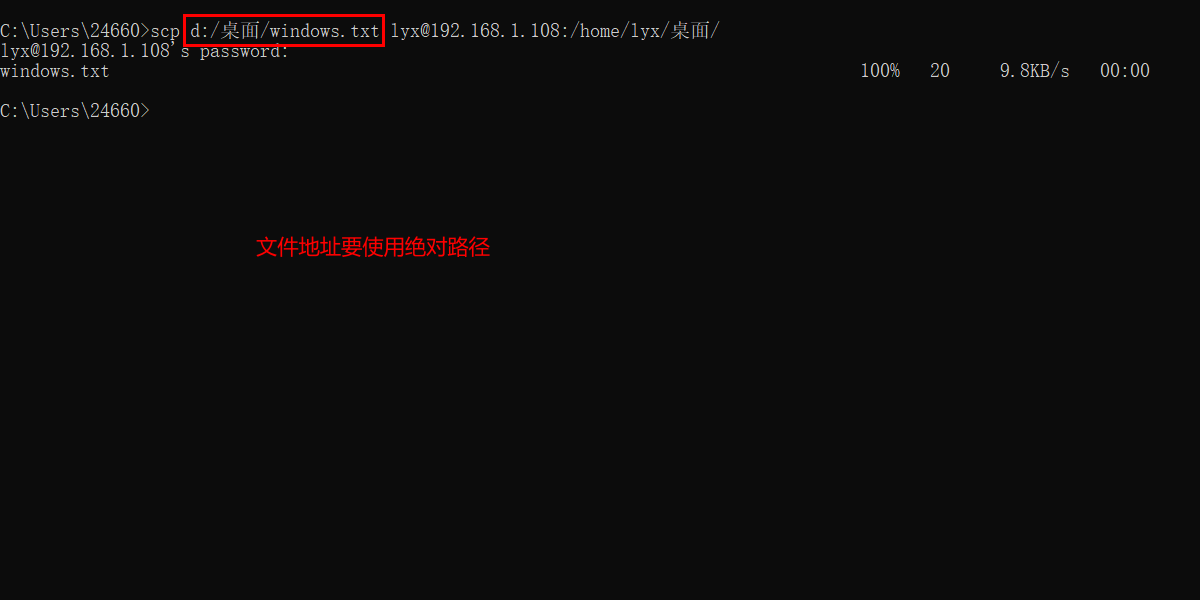 C:\Users\24660>scp d:/桌面/windows.txt lyx@192.168.1.108:/home/lyx/桌面/
lyx@192.168.1.108's password:
windows.txt 100% 20 9.8KB/s 00:00
C:\Users\24660>
文件地址要使用绝对路径